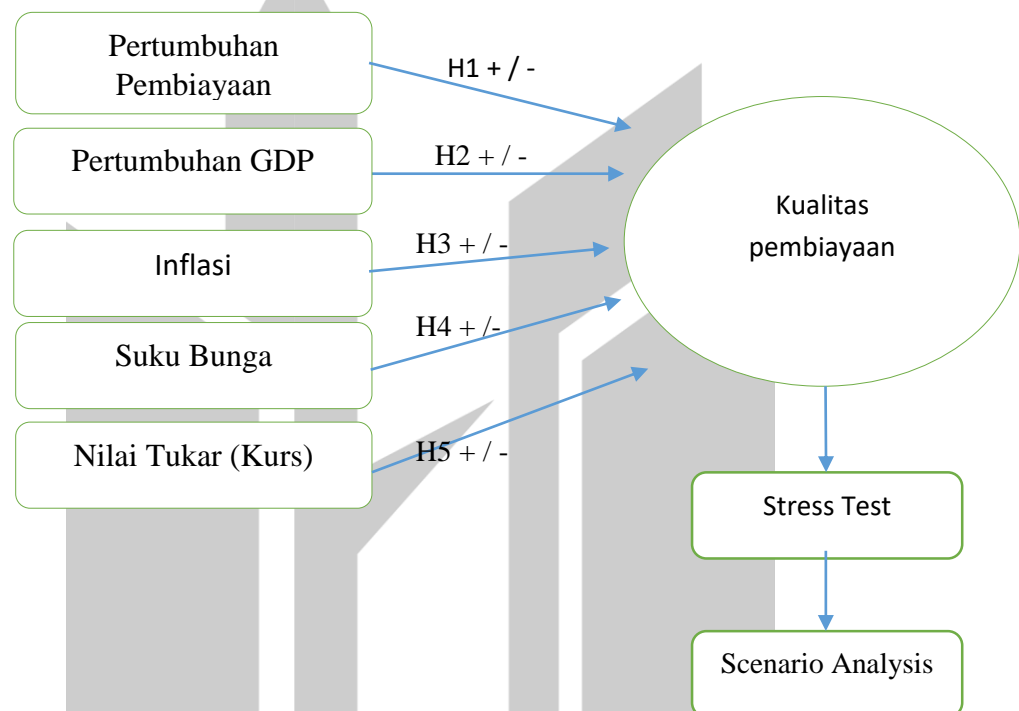 Pertumbuhan
Pembiayaan
H1 + / -
Pertumbuhan GDP
H2 + / -
Kualitas
pembiayaan
Inflasi
H3 + / -
Suku Bunga
H4 + /-
Nilai Tukar (Kurs)
H5 + / -
Stress Test
Scenario Analysis